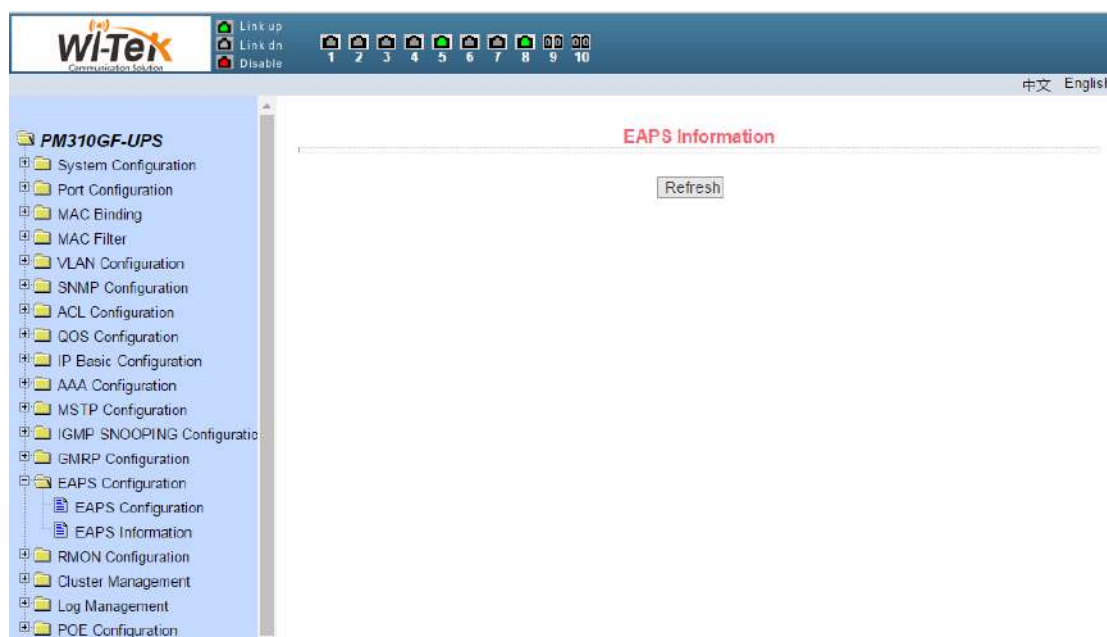 Wi-Tek
Communication Solution
Link up
Link dn
Disable
1 2 3 4 5 6 7 8 9 10
中文 English
PM310GF-UPS
System Configuration
Port Configuration
MAC Binding
MAC Filter
VLAN Configuration
SNMP Configuration
ACL Configuration
QOS Configuration
IP Basic Configuration
AAA Configuration
MSTP Configuration
IGMP SNOOPING Configuratio
GMRP Configuration
EAPS Configuration
EAPS Configuration
EAPS Information
RMON Configuration
Cluster Management
Log Management
POE Configuration
EAPS Information
Refresh